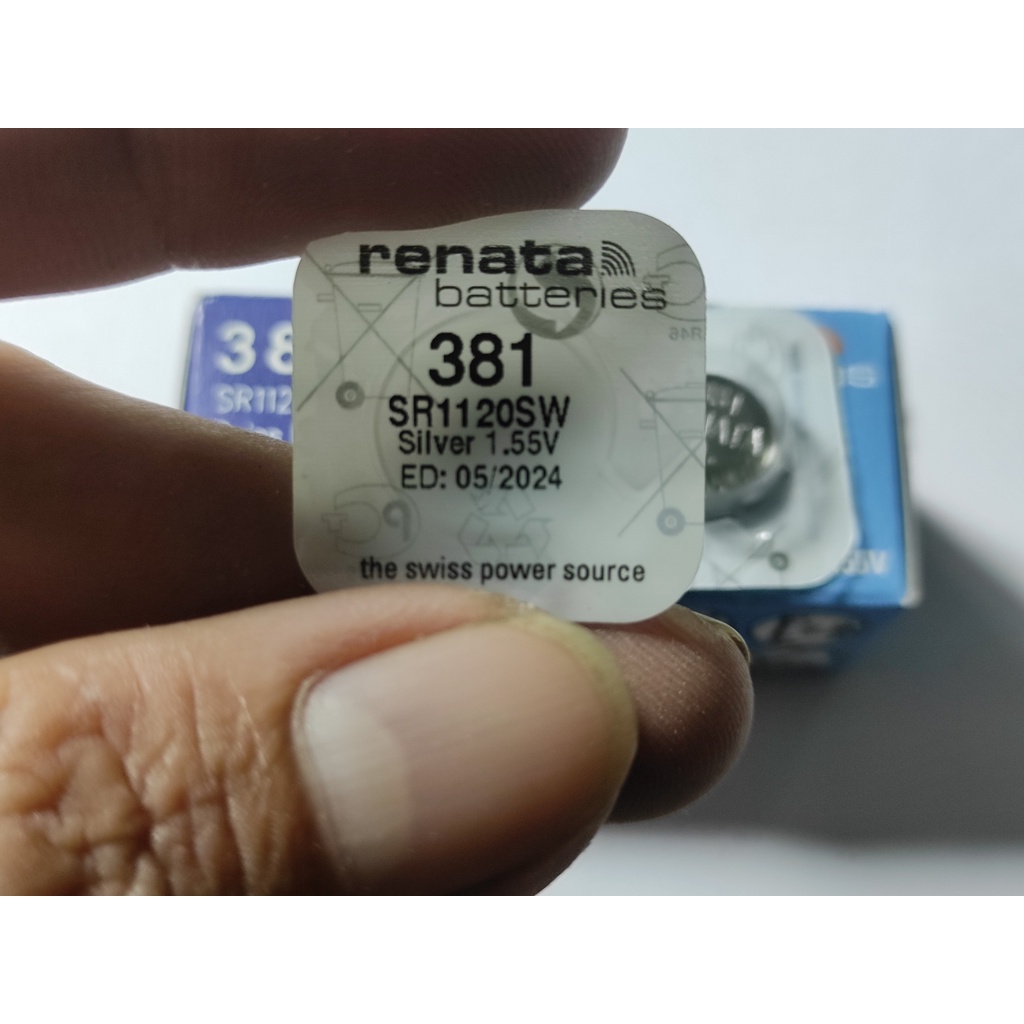 renata
batteries
381
SR1120SW
Silver 1.55V
ED: 05/2024
the swiss power source
38
SR112